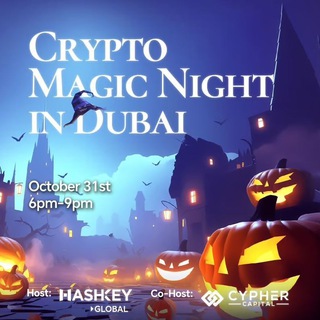 CRYPTO
MAGIC NIGHT
IN DUBAI
October 31st
6pm-9pm
Host: HASHKEY GLOBAL Co-Host: CYPHER CAPITAL